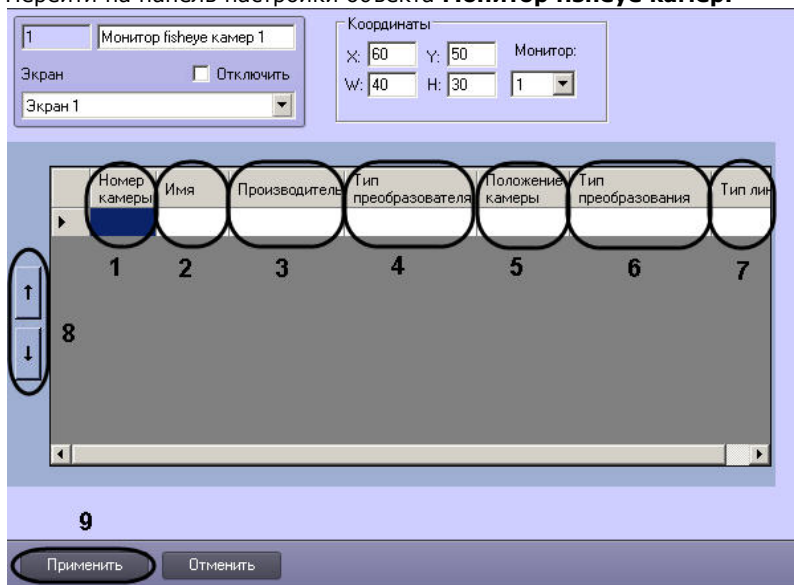 Перейти на панель настройки объекта Монитор fisheye камер.
1 Монитор fisheye камер 1
Экран Отключить
Экран 1
Координаты
X: 60 Y: 50 Монитор:
W: 40 H: 30 1
Номер камеры Имя Производитель Тип преобразователя Положение камеры Тип преобразования Тип лин
1 2 3 4 5 6 7
8
9
Применить Отменить